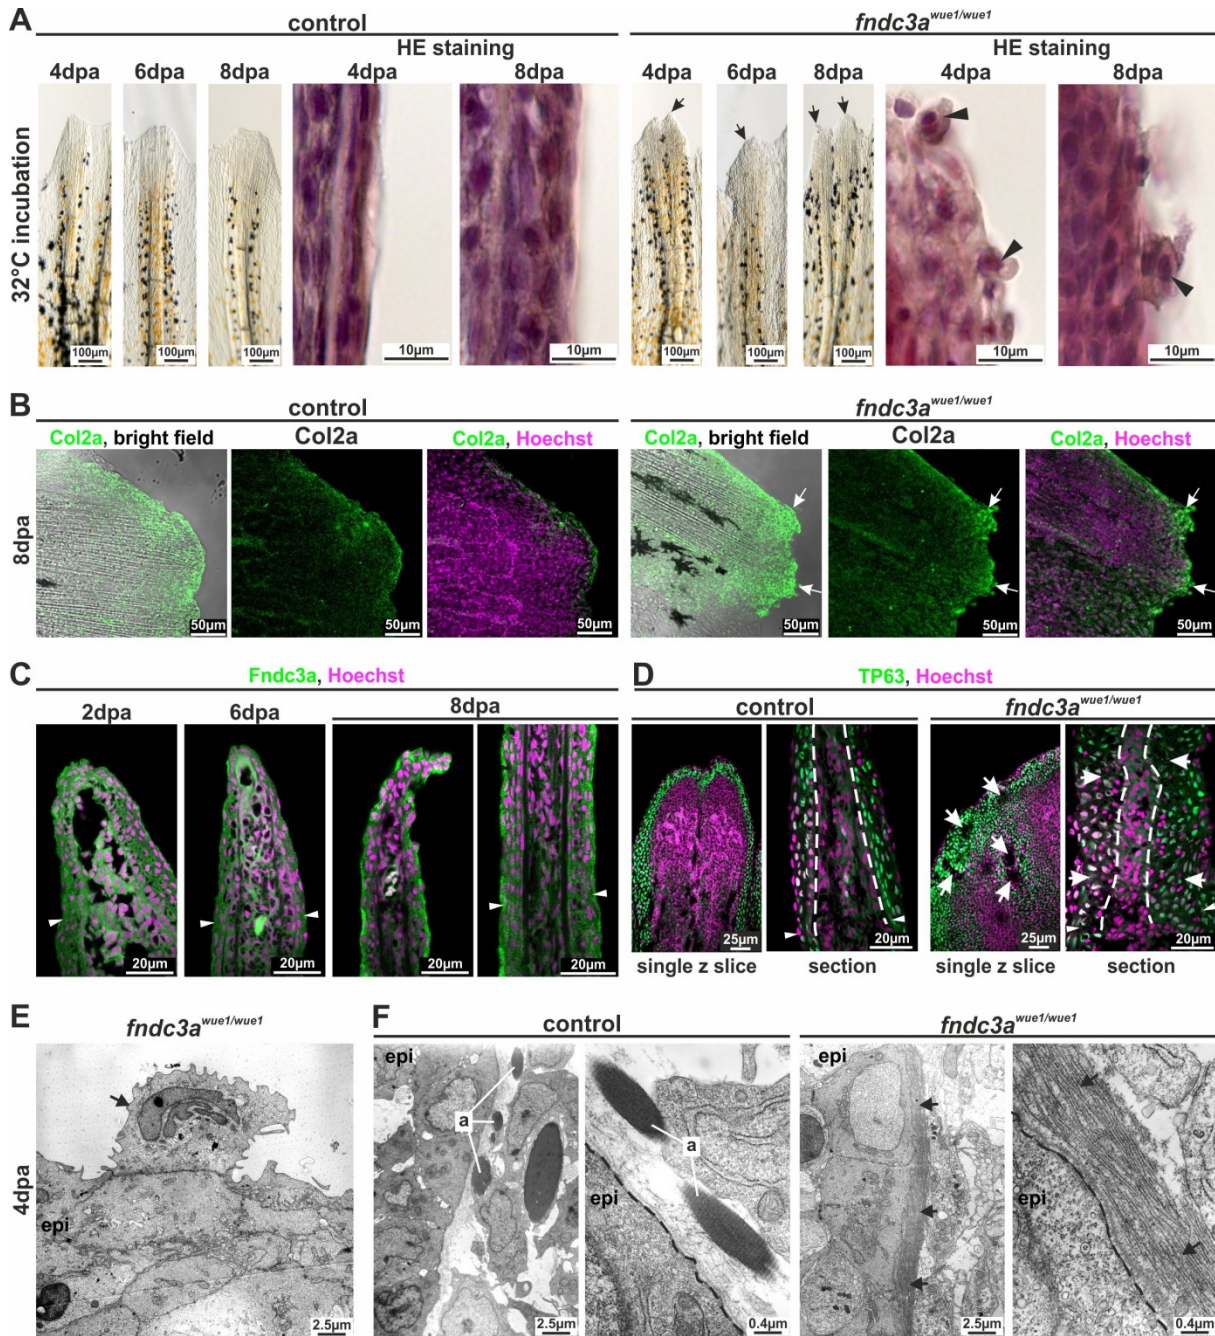 A
control
fndc3a wue1/wue1
HE staining
HE staining
4dpa 6dpa 8dpa 4dpa 8dpa 4dpa 6dpa 8dpa 4dpa 8dpa
32°C incubation
100µm 100µm 100µm 10µm 10µm 100µm 100µm 100µm 10µm 10µm
B
control
fndc3a wue1/wue1
Col2a, bright field Col2a Col2a, Hoechst Col2a, bright field Col2a Col2a, Hoechst
8dpa
50µm 50µm 50µm 50µm 50µm 50µm
C
Fndc3a, Hoechst
2dpa 6dpa 8dpa
20µm 20µm 20µm 20µm
D
TP63, Hoechst
control fndc3a wue1/wue1
25µm 20µm 25µm 20µm
single z slice section single z slice section
E
fndc3a wue1/wue1
4dpa
epi
2.5µm
F
control fndc3a wue1/wue1
epi a epi a epi epi
2.5µm 0.4µm 2.5µm 0.4µm